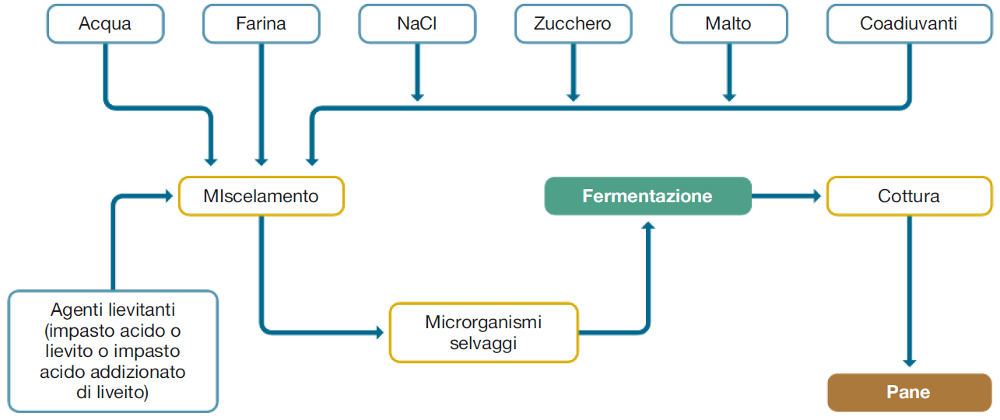 Acqua
Farina
NaCl
Zucchero
Malto
Coadiuvanti
MIscelamento
Fermentazione
Cottura
Agenti lievitanti
(impasto acido o
lievito o impasto
acido addizionato
di liveito)
Microrganismi
selvaggi
Pane